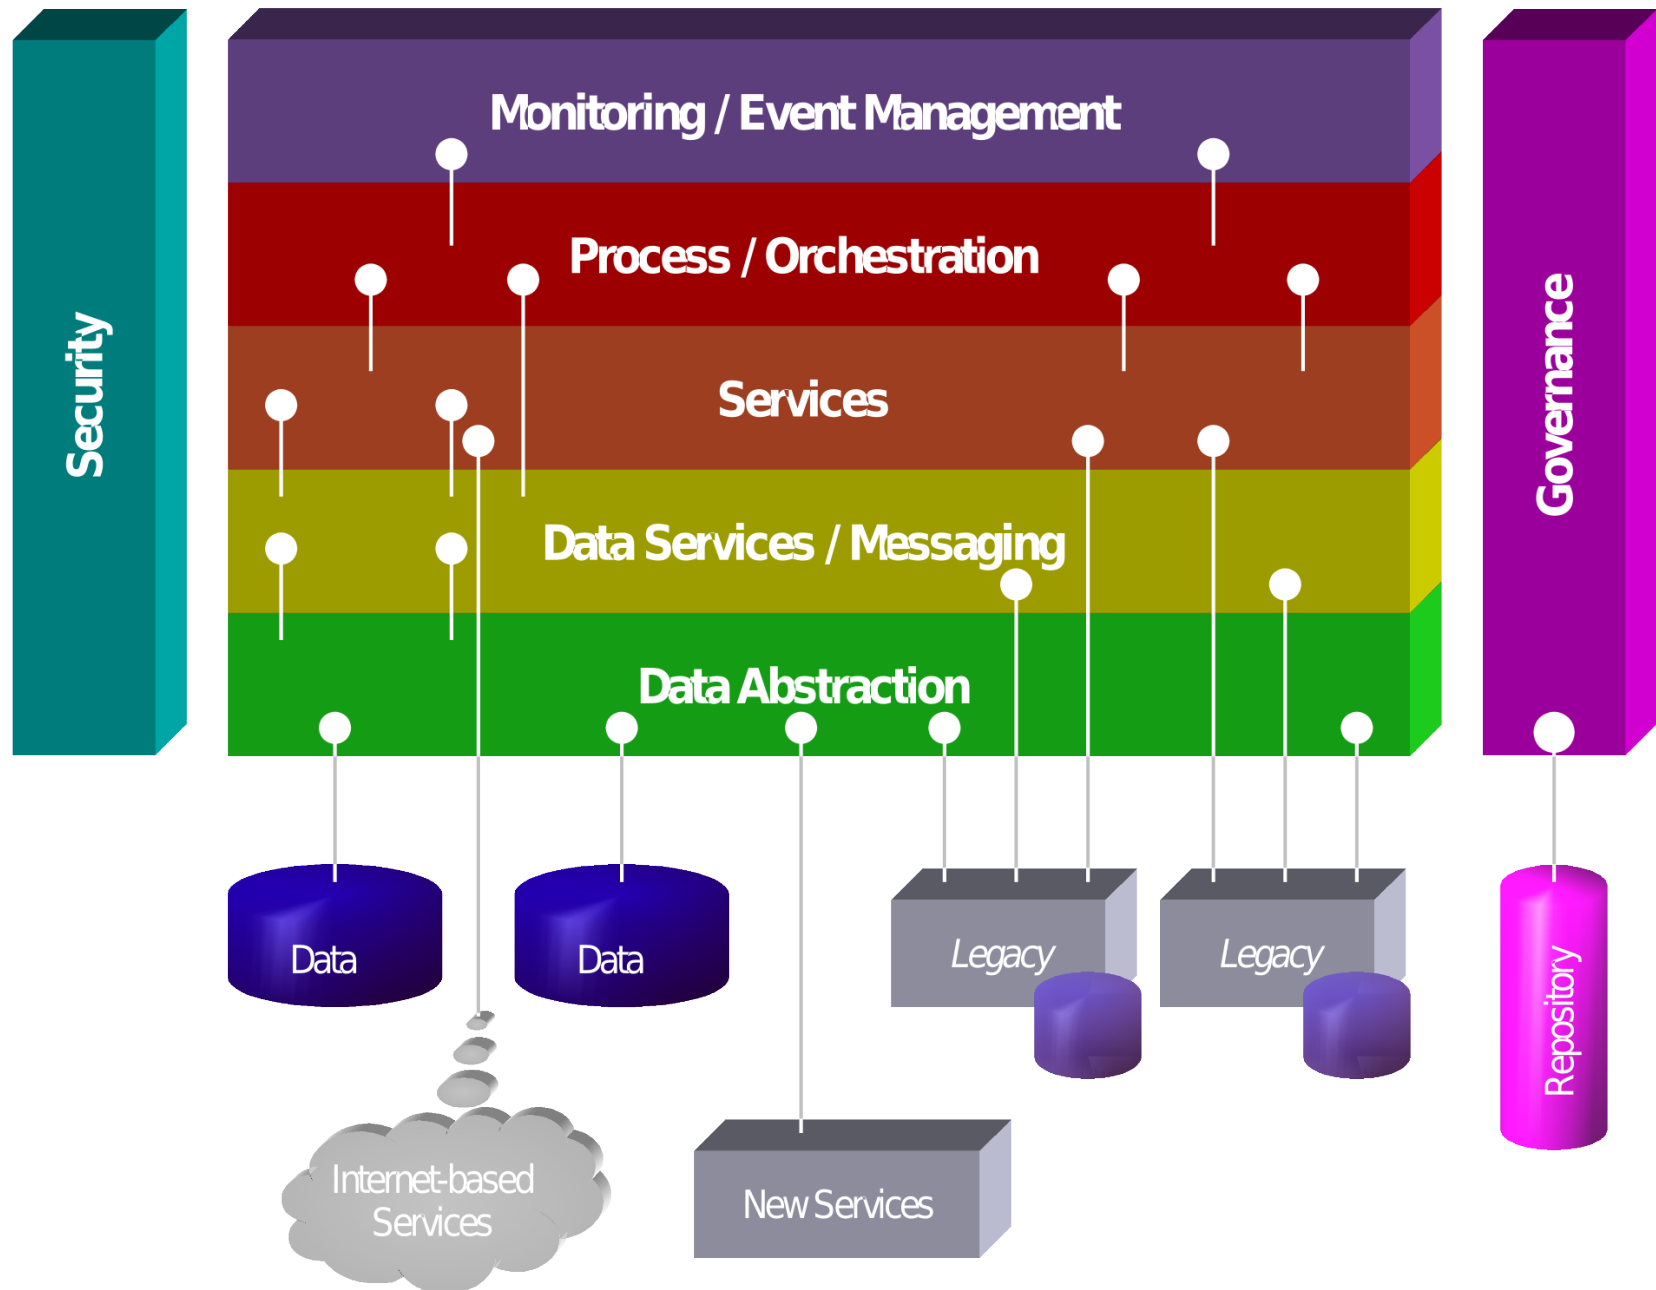 Security
Monitoring / Event Management
Process / Orchestration
Services
Data Services / Messaging
Data Abstraction
Governance
Data
Data
Legacy
Legacy
Repository
Internet-based
Services
New Services